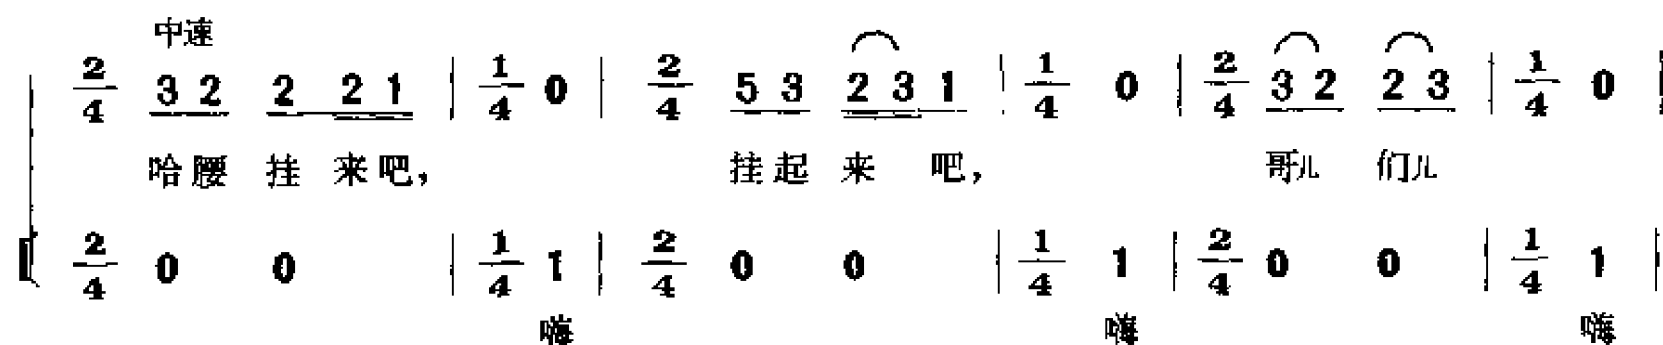 中速
2/4 3 2 2 2 1 | 1/4 0 | 2/4 5 3 2 3 1 | 1/4 0 | 2/4 3 2 2 3 | 1/4 0 |
哈腰 挂 来吧， 挂起来 吧， 哥儿 们儿
2/4 0 0 | 1/4 1 | 2/4 0 0 | 1/4 1 | 2/4 0 0 | 1/4 1 |
嗨 嗨 嗨